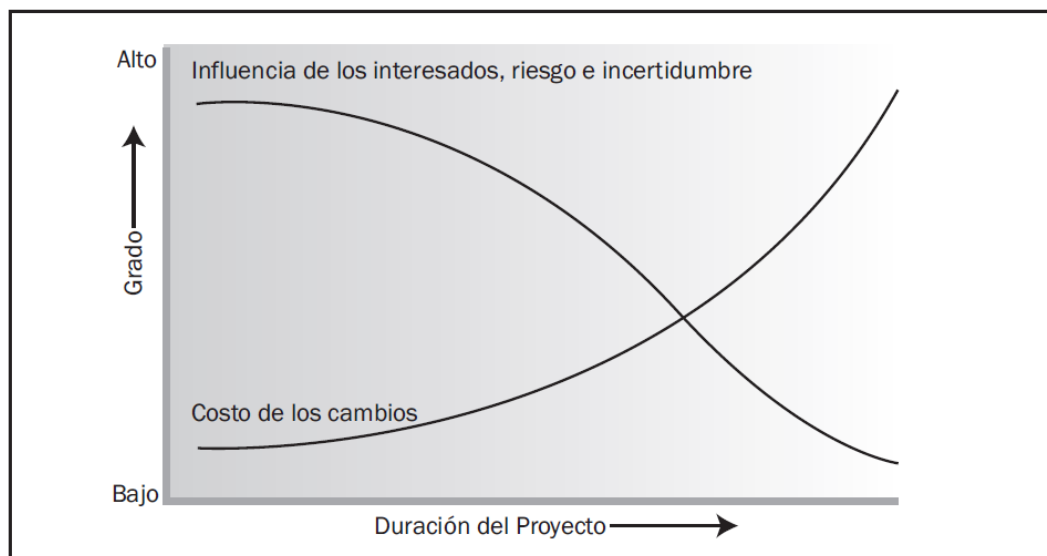 Alto
Influencia de los interesados, riesgo e incertidumbre
Grado
Costo de los cambios
Bajo
Duración del Proyecto